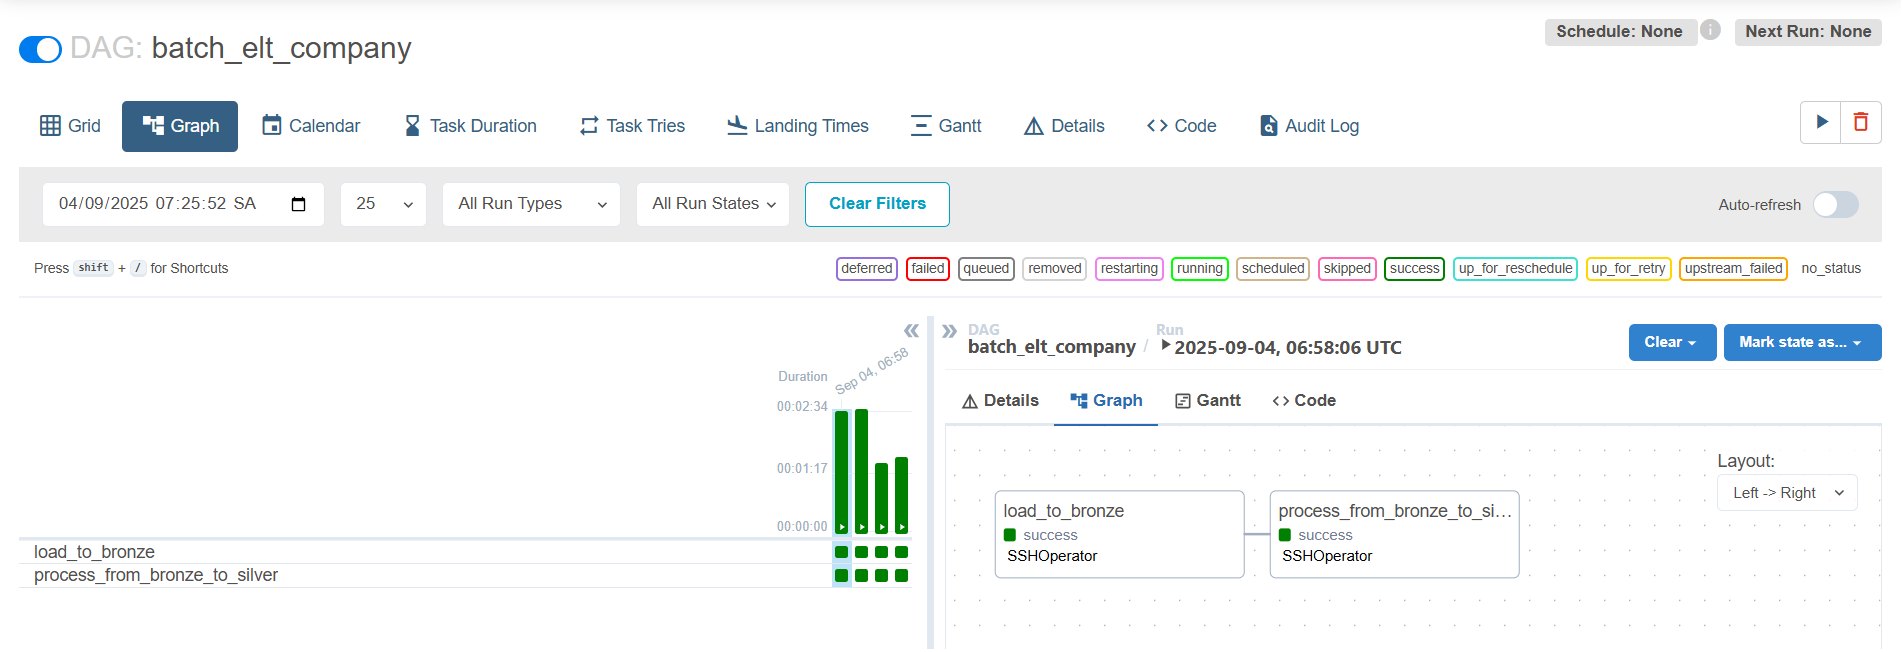 DAG: batch_elt_company
Schedule: None
Next Run: None
Grid
Graph
Calendar
Task Duration
Task Tries
Landing Times
Gantt
Details
Code
Audit Log
04/09/2025 07:25:52 SA
25
All Run Types
All Run States
Clear Filters
Auto-refresh
Press shift + / for Shortcuts
deferred
failed
queued
removed
restarting
running
scheduled
skipped
success
up_for_reschedule
up_for_retry
upstream_failed
no_status
Duration
Sep 04, 06:58
00:02:34
00:01:17
00:00:00
load_to_bronze
process_from_bronze_to_silver
DAG
batch_elt_company
/
Run
2025-09-04, 06:58:06 UTC
Clear
Mark state as...
Details
Graph
Gantt
Code
Layout:
Left -> Right
load_to_bronze
success
SSHOperator
process_from_bronze_to_si...
success
SSHOperator